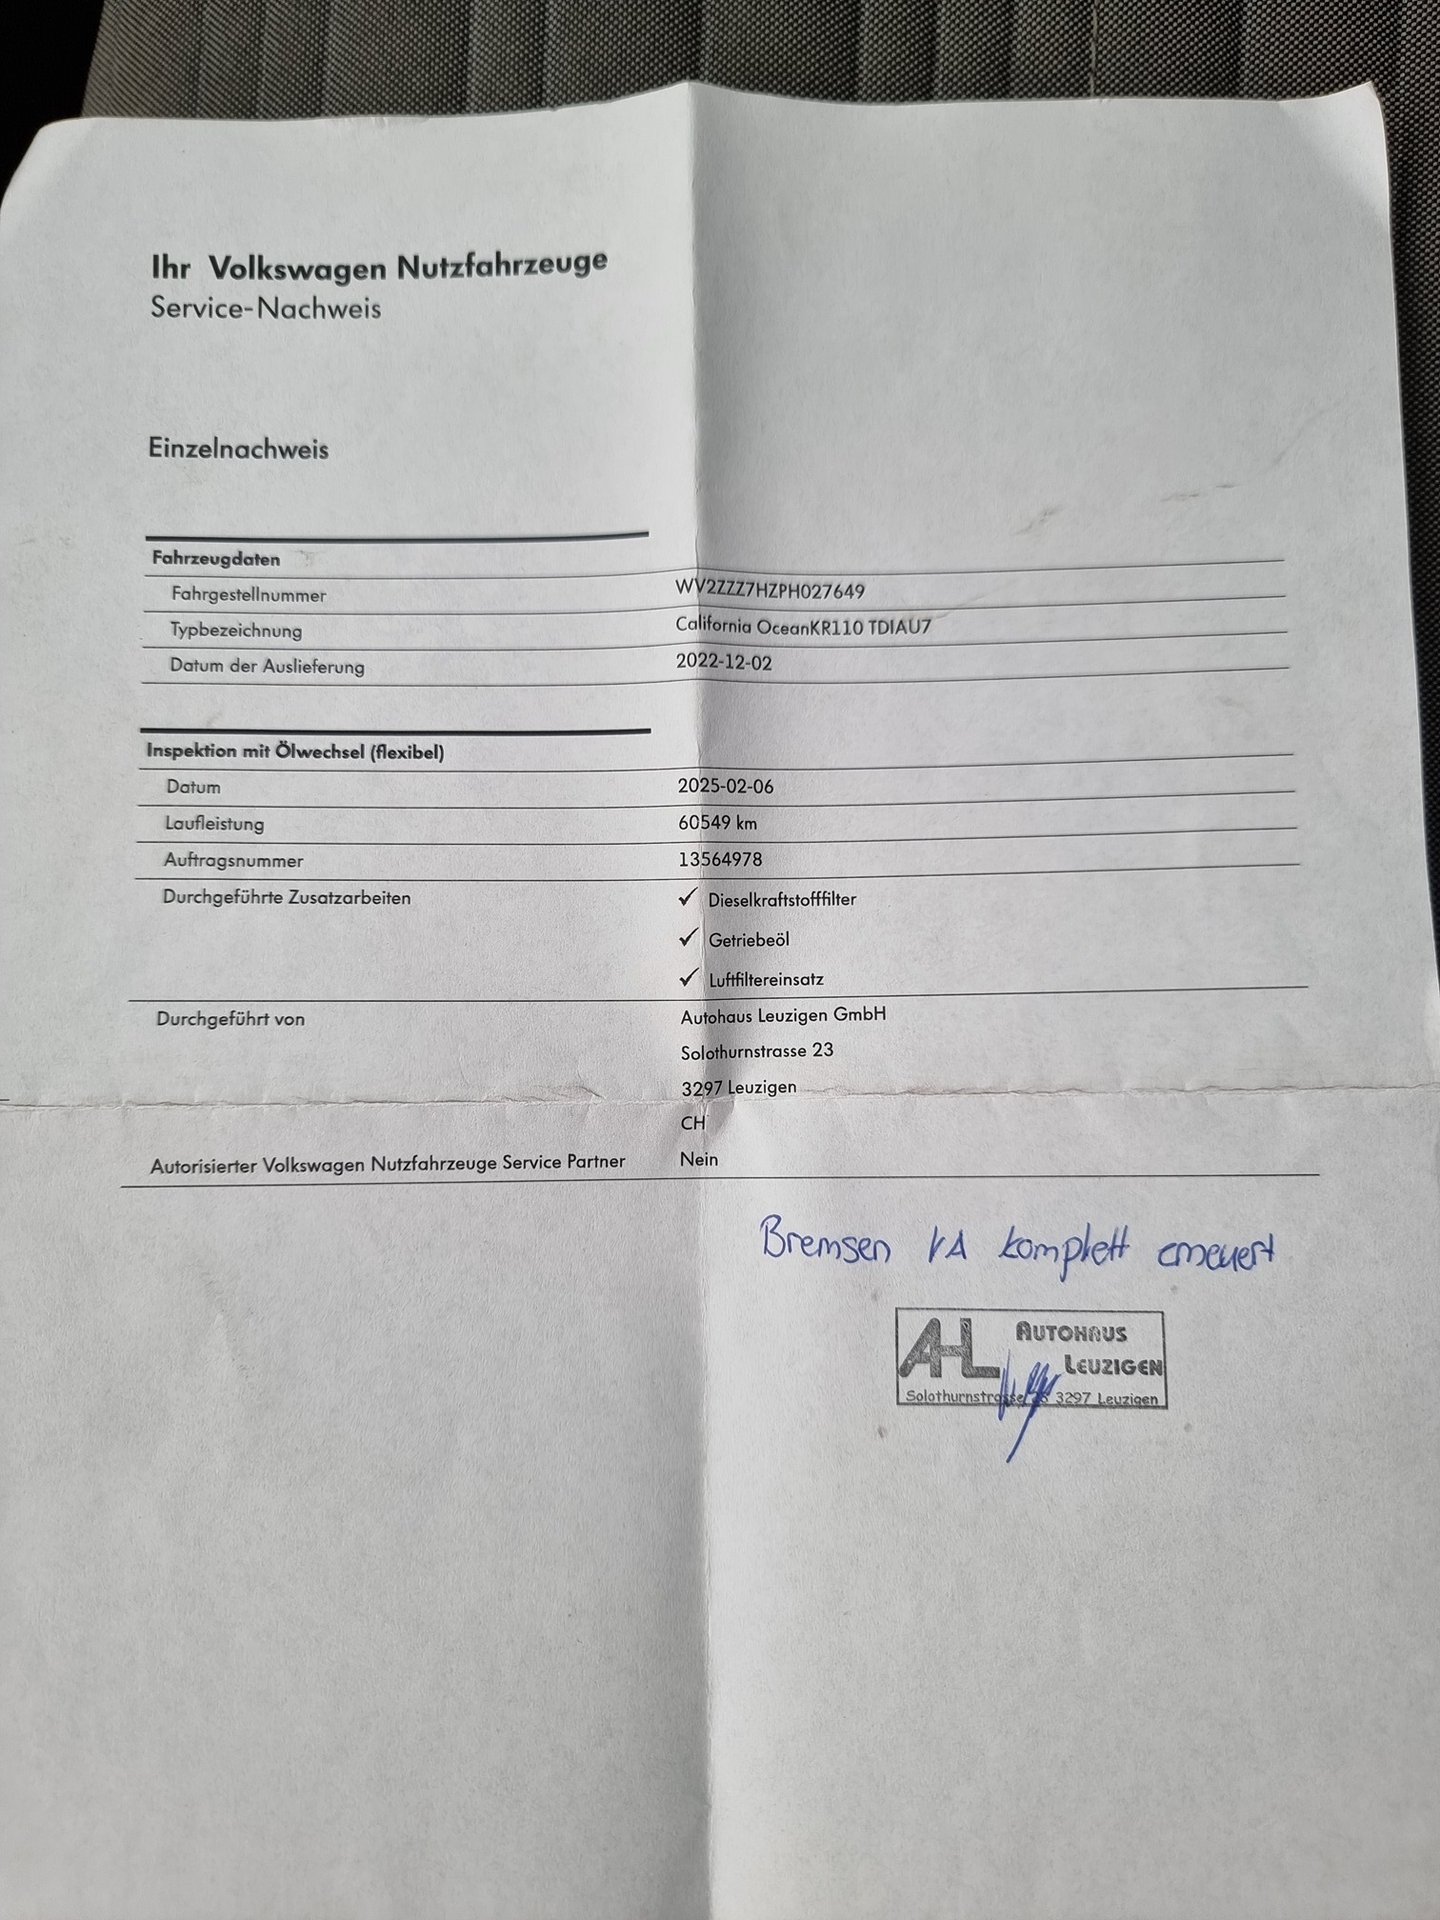 Ihr Volkswagen Nutzfahrzeuge
Service-Nachweis
Einzelnachweis
Fahrzeugdaten
Fahrgestellnummer WV2ZZZ7HZPH027649
Typbezeichnung California OceanKR110 TDIAU7
Datum der Auslieferung 2022-12-02
Inspektion mit Ölwechsel (flexibel)
Datum 2025-02-06
Laufleistung 60549 km
Auftragsnummer 13564978
Durchgeführte Zusatzarbeiten ✓ Dieselkraftstofffilter
✓ Getriebeöl
✓ Luftfiltereinsatz
Durchgeführt von Autohaus Leuzigen GmbH
Solothurnstrasse 23
3297 Leuzigen
CH
Autorisierter Volkswagen Nutzfahrzeuge Service Partner Nein
Bremsen VA komplett erneuert
AHL AUTOHAUS
LEUZIGEN
Solothurnstrasse 3297 Leuzigen